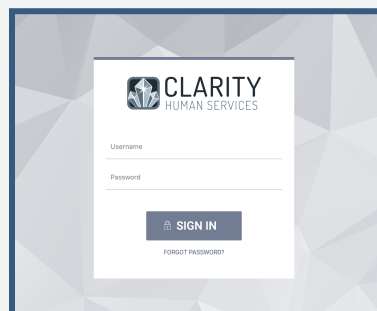 CLARITY
HUMAN SERVICES
Username
Password
SIGN IN
FORGOT PASSWORD?